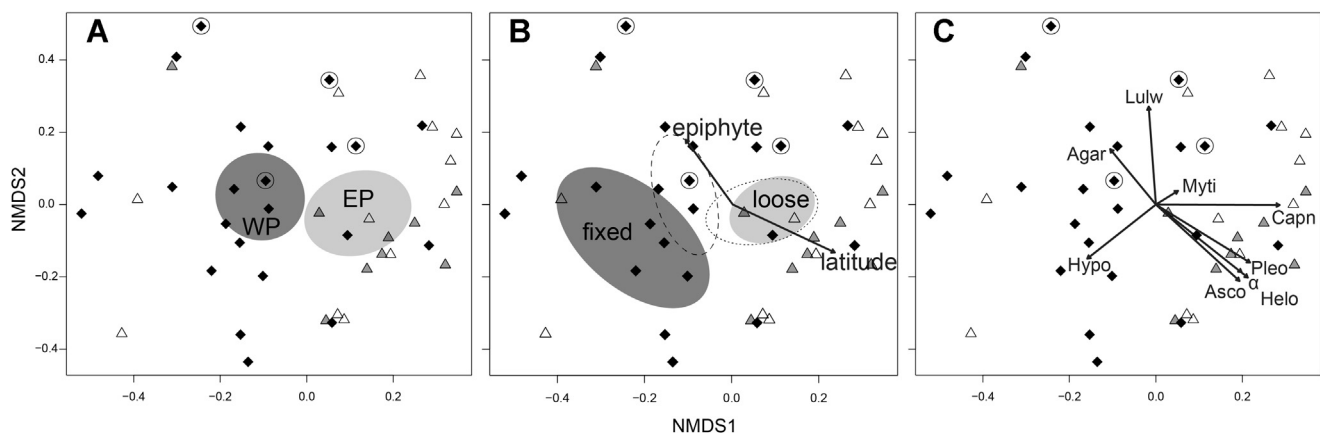 A
B
C
NMDS2
0.4
0.2
0.0
−0.2
−0.4
WP
EP
epiphyte
fixed
loose
latitude
Lulw
Agar
Myti
Capn
Hypo
Pleo
α
Asco
Helo
−0.4 −0.2 0.0 0.2
−0.4 −0.2 0.0 0.2
−0.4 −0.2 0.0 0.2
NMDS1